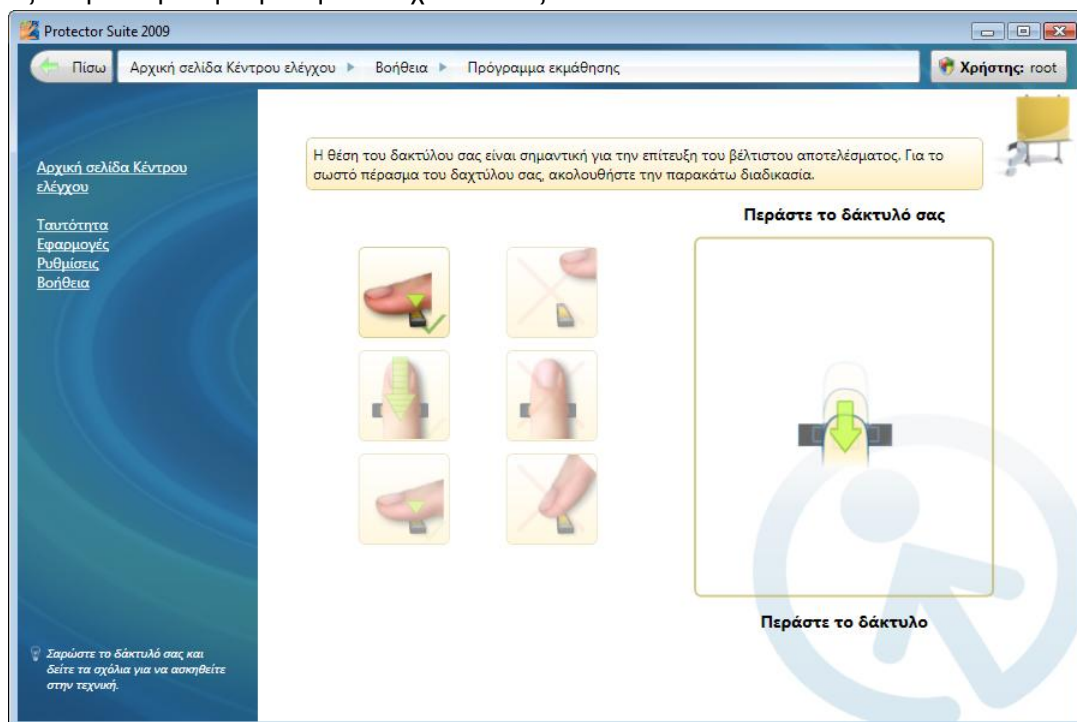 Protector Suite 2009
Πίσω Αρχική σελίδα Κέντρου ελέγχου Βοήθεια Πρόγραμμα εκμάθησης Χρήστης: root
Αρχική σελίδα Κέντρου
ελέγχου
Ταυτότητα
Εφαρμογές
Ρυθμίσεις
Βοήθεια
Η θέση του δακτύλου σας είναι σημαντική για την επίτευξη του βέλτιστου αποτελέσματος. Για το
σωστό πέρασμα του δαχτύλου σας, ακολουθήστε την παρακάτω διαδικασία.
Περάστε το δάκτυλό σας
Περάστε το δάκτυλο
Σαρώστε το δάκτυλό σας και
δείτε τα σχόλια για να ασκηθείτε
στην τεχνική.